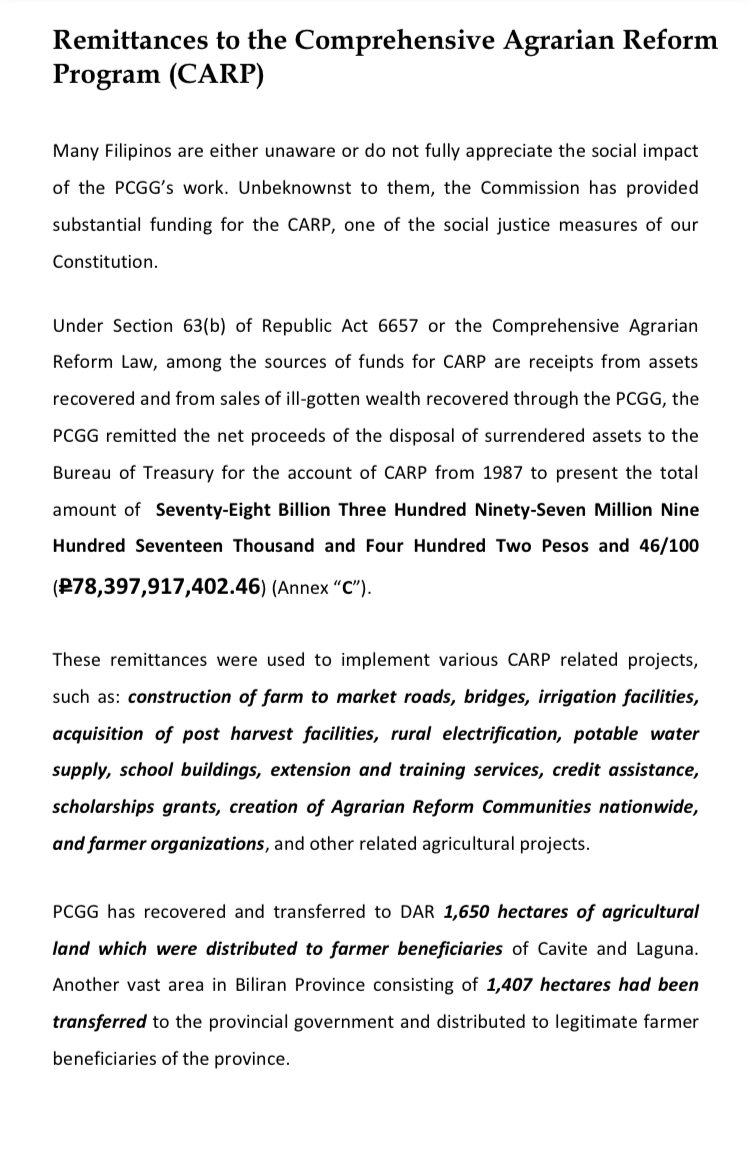 Remittances to the Comprehensive Agrarian Reform
Program (CARP)
Many Filipinos are either unaware or do not fully appreciate the social impact
of the PCGG’s work. Unbeknownst to them, the Commission has provided
substantial funding for the CARP, one of the social justice measures of our
Constitution.
Under Section 63(b) of Republic Act 6657 or the Comprehensive Agrarian
Reform Law, among the sources of funds for CARP are receipts from assets
recovered and from sales of ill-gotten wealth recovered through the PCGG, the
PCGG remitted the net proceeds of the disposal of surrendered assets to the
Bureau of Treasury for the account of CARP from 1987 to present the total
amount of Seventy-Eight Billion Three Hundred Ninety-Seven Million Nine
Hundred Seventeen Thousand and Four Hundred Two Pesos and 46/100
(₱78,397,917,402.46) (Annex “C”).
These remittances were used to implement various CARP related projects,
such as: construction of farm to market roads, bridges, irrigation facilities,
acquisition of post harvest facilities, rural electrification, potable water
supply, school buildings, extension and training services, credit assistance,
scholarships grants, creation of Agrarian Reform Communities nationwide,
and farmer organizations, and other related agricultural projects.
PCGG has recovered and transferred to DAR 1,650 hectares of agricultural
land which were distributed to farmer beneficiaries of Cavite and Laguna.
Another vast area in Biliran Province consisting of 1,407 hectares had been
transferred to the provincial government and distributed to legitimate farmer
beneficiaries of the province.